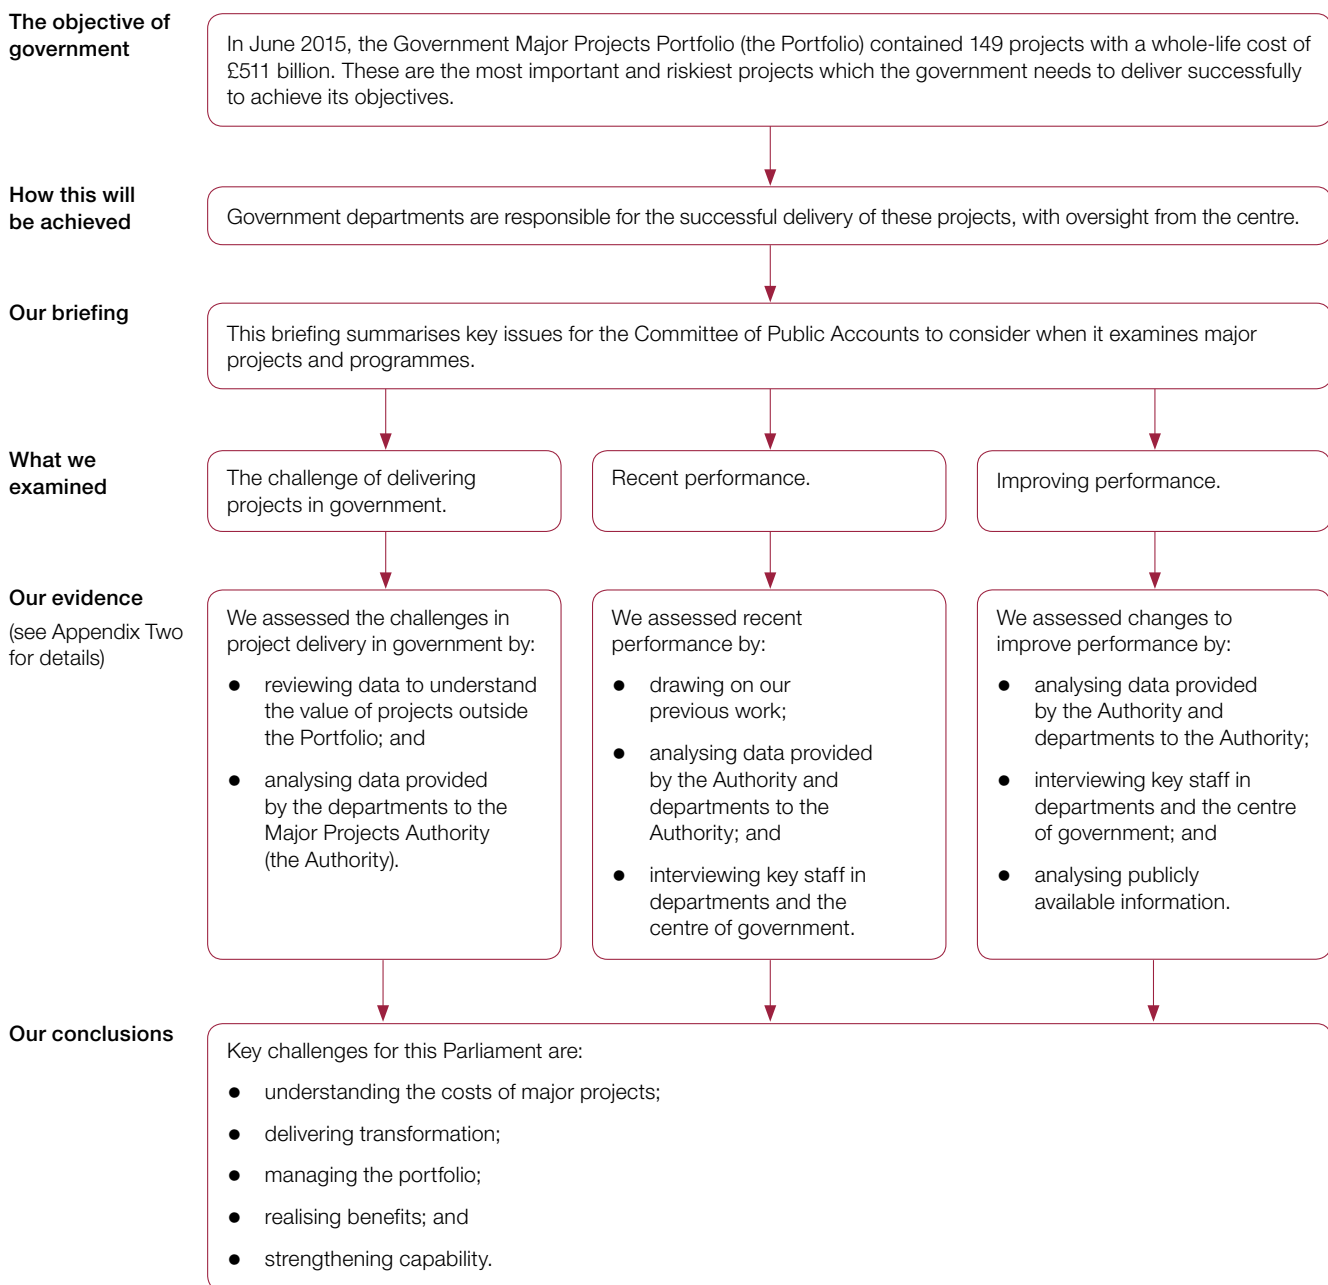 The objective of
government
In June 2015, the Government Major Projects Portfolio (the Portfolio) contained 149 projects with a whole-life cost of
£511 billion. These are the most important and riskiest projects which the government needs to deliver successfully
to achieve its objectives.
How this will
be achieved
Government departments are responsible for the successful delivery of these projects, with oversight from the centre.
Our briefing
This briefing summarises key issues for the Committee of Public Accounts to consider when it examines major
projects and programmes.
What we
examined
The challenge of delivering
projects in government.
Recent performance.
Improving performance.
Our evidence
(see Appendix Two
for details)
We assessed the challenges in
project delivery in government by:
● reviewing data to understand
the value of projects outside
the Portfolio; and
● analysing data provided
by the departments to the
Major Projects Authority
(the Authority).
We assessed recent
performance by:
● drawing on our
previous work;
● analysing data provided
by the Authority and
departments to the
Authority; and
● interviewing key staff in
departments and the
centre of government.
We assessed changes to
improve performance by:
● analysing data provided
by the Authority and
departments to the Authority;
● interviewing key staff in
departments and the centre
of government; and
● analysing publicly
available information.
Our conclusions
Key challenges for this Parliament are:
● understanding the costs of major projects;
● delivering transformation;
● managing the portfolio;
● realising benefits; and
● strengthening capability.